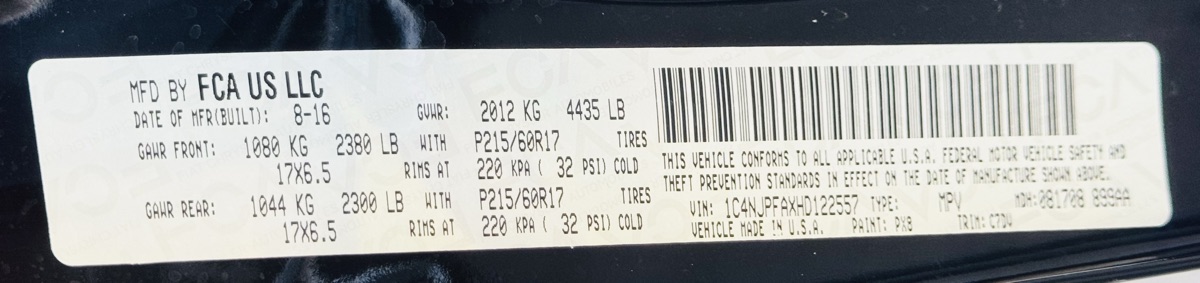 MFD BY FCA US LLC
DATE OF MFR(BUILT): 8-16 GVWR: 2012 KG 4435 LB
GAWR FRONT: 1080 KG 2380 LB WITH P215/60R17 TIRES
17X6.5 RIMS AT 220 KPA ( 32 PSI) COLD
GAWR REAR: 1044 KG 2300 LB WITH P215/60R17 TIRES
17X6.5 RIMS AT 220 KPA ( 32 PSI) COLD
THIS VEHICLE CONFORMS TO ALL APPLICABLE U.S.A. FEDERAL MOTOR VEHICLE SAFETY AND
THEFT PREVENTION STANDARDS IN EFFECT ON THE DATE OF MANUFACTURE SHOWN ABOVE.
VIN: 1C4NJPFAXHD122557 TYPE: MPV MDH: 081708 899AA
VEHICLE MADE IN U.S.A. PAINT: PX8 TRIM: C7DV